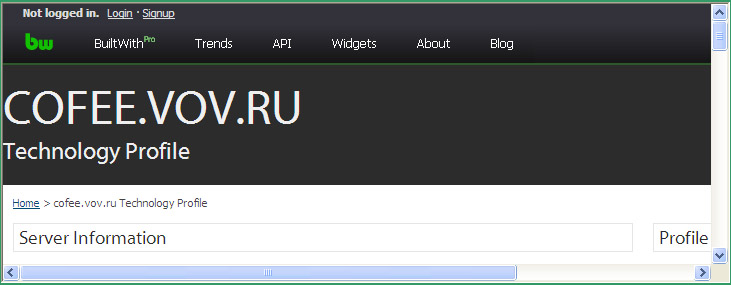 Not logged in. Login · Signup
bw BuiltWith Pro Trends API Widgets About Blog
COFEE.VOV.RU
Technology Profile
Home > cofee.vov.ru Technology Profile
Server Information Profile